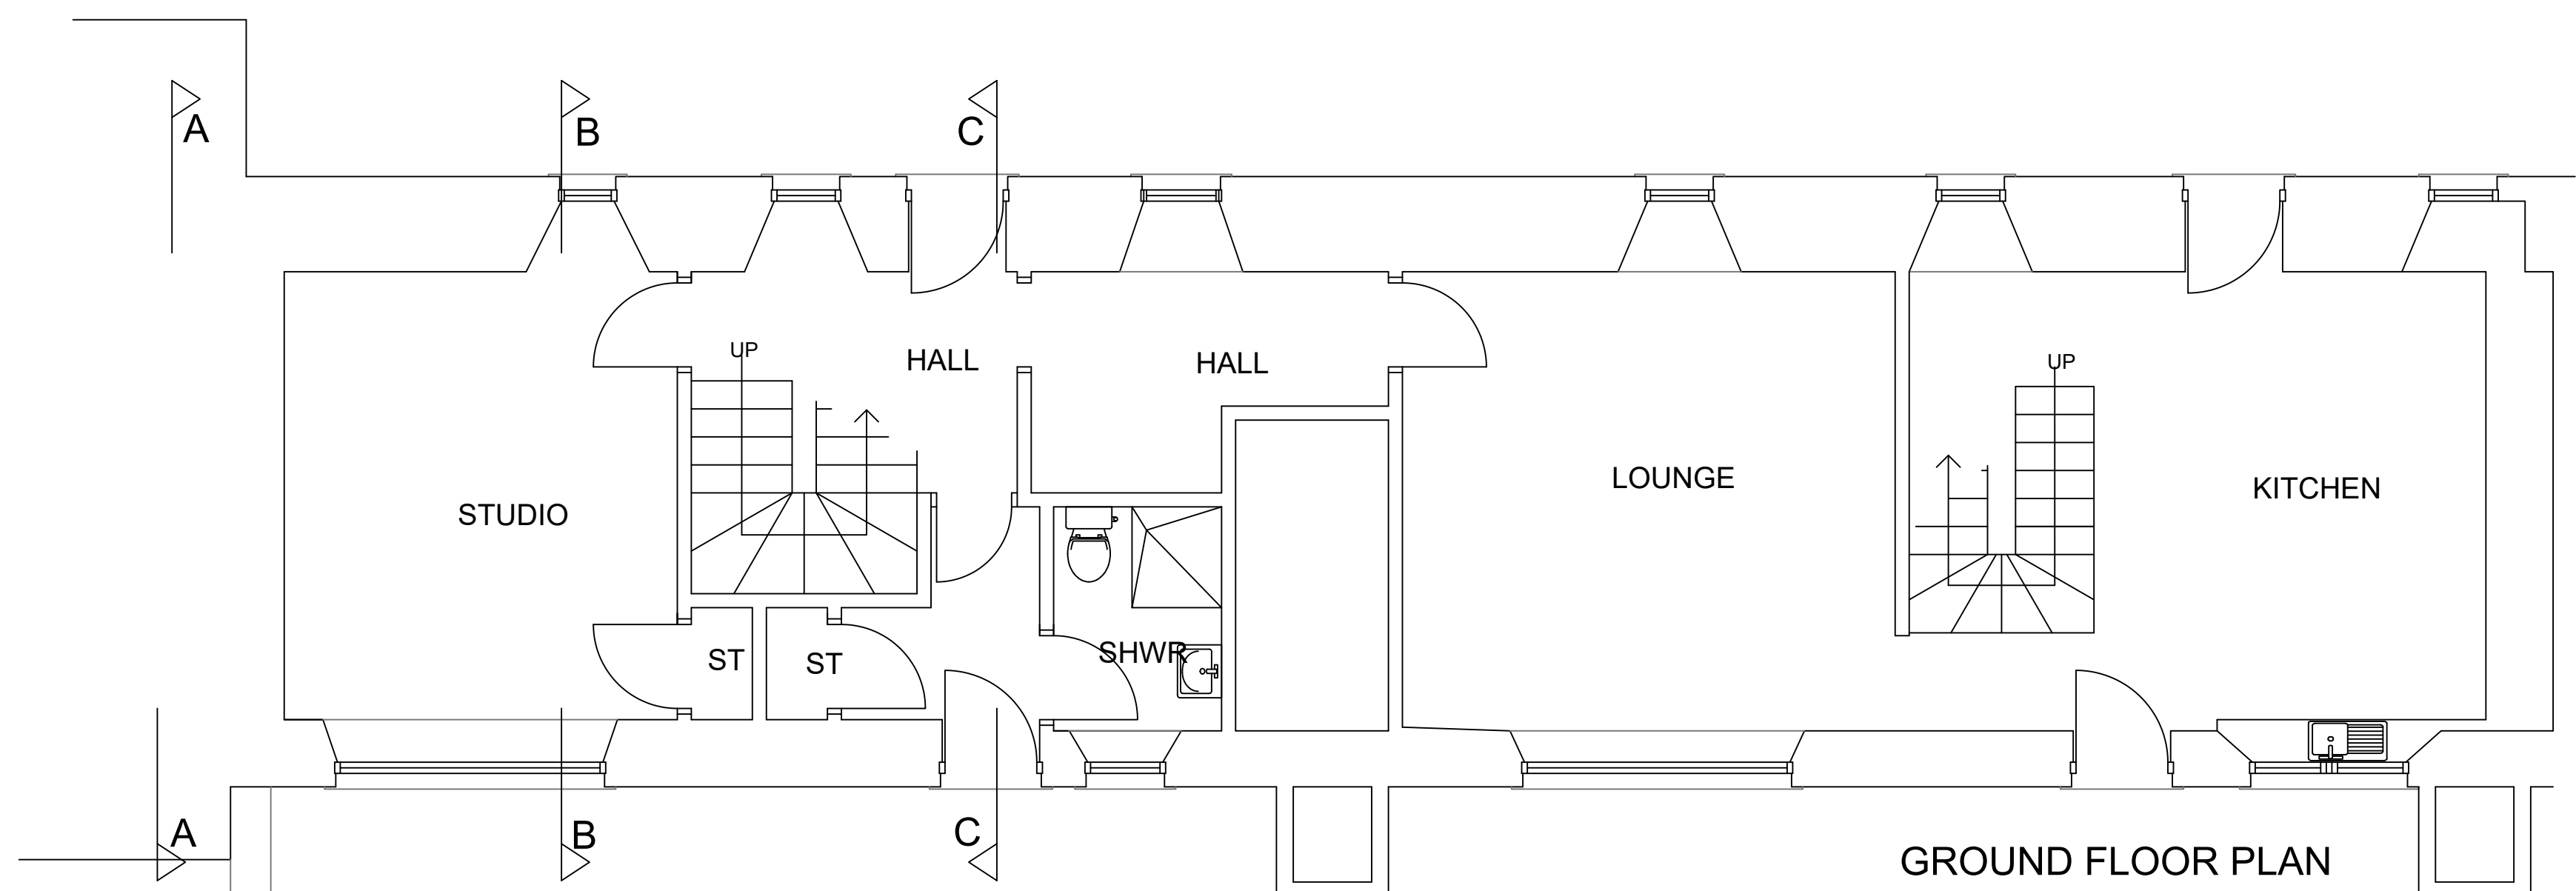 A
B
C
UP
HALL
HALL
UP
LOUNGE
KITCHEN
STUDIO
ST
ST
SHWR
A
B
C
GROUND FLOOR PLAN